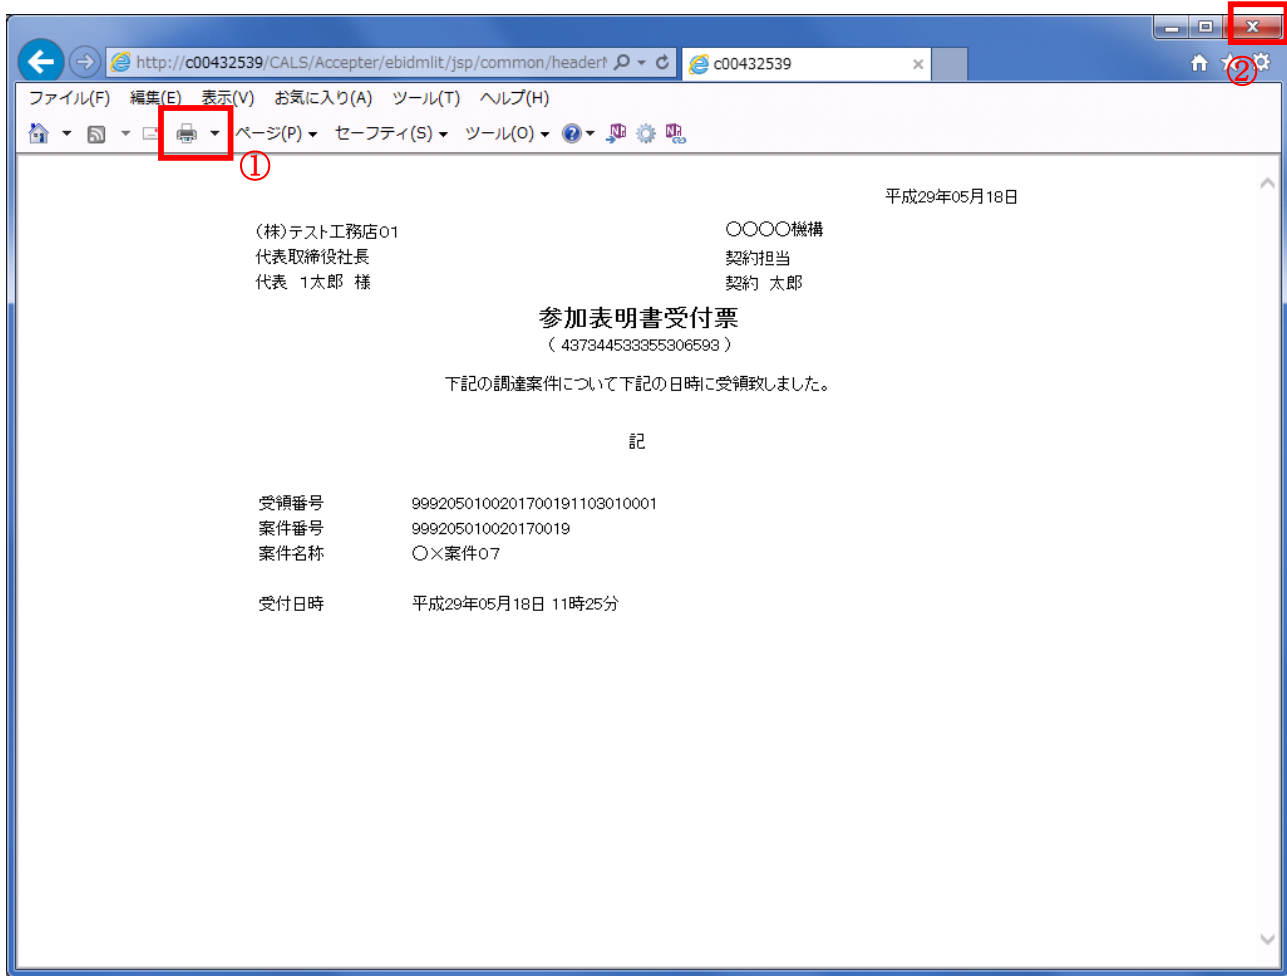 http://c00432539/CALS/Accepter/ebidmlit/jsp/common/header
c00432539
②
ファイル(F) 編集(E) 表示(V) お気に入り(A) ツール(T) ヘルプ(H)
ページ(P) セーフティ(S) ツール(O)
①
平成29年05月18日
(株)テスト工務店01 〇〇〇〇機構
代表取締役社長 契約担当
代表 1太郎 様 契約 太郎
参加表明書受付票
( 437344533355306593 )
下記の調達案件について下記の日時に受領致しました。
記
受領番号 99920501002017001911030​10001
案件番号 999205010020170019
案件名称 〇×案件07
受付日時 平成29年05月18日 11時25分